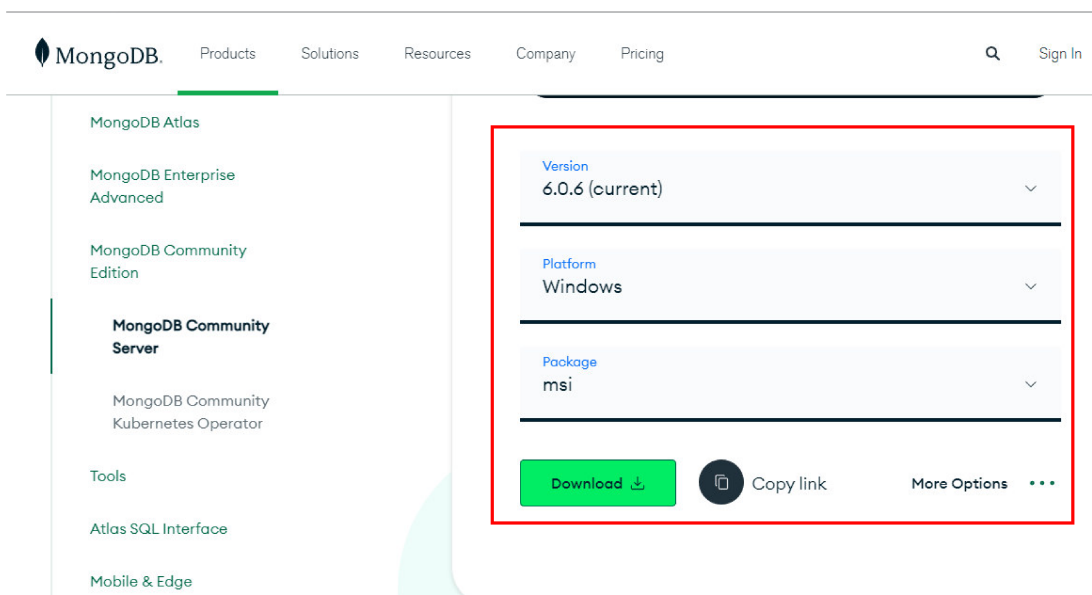 MongoDB. Products Solutions Resources Company Pricing Sign In
MongoDB Atlas
MongoDB Enterprise
Advanced
MongoDB Community
Edition
MongoDB Community
Server
MongoDB Community
Kubernetes Operator
Tools
Atlas SQL Interface
Mobile & Edge
Version
6.0.6 (current)
Platform
Windows
Package
msi
Download Copy link More Options